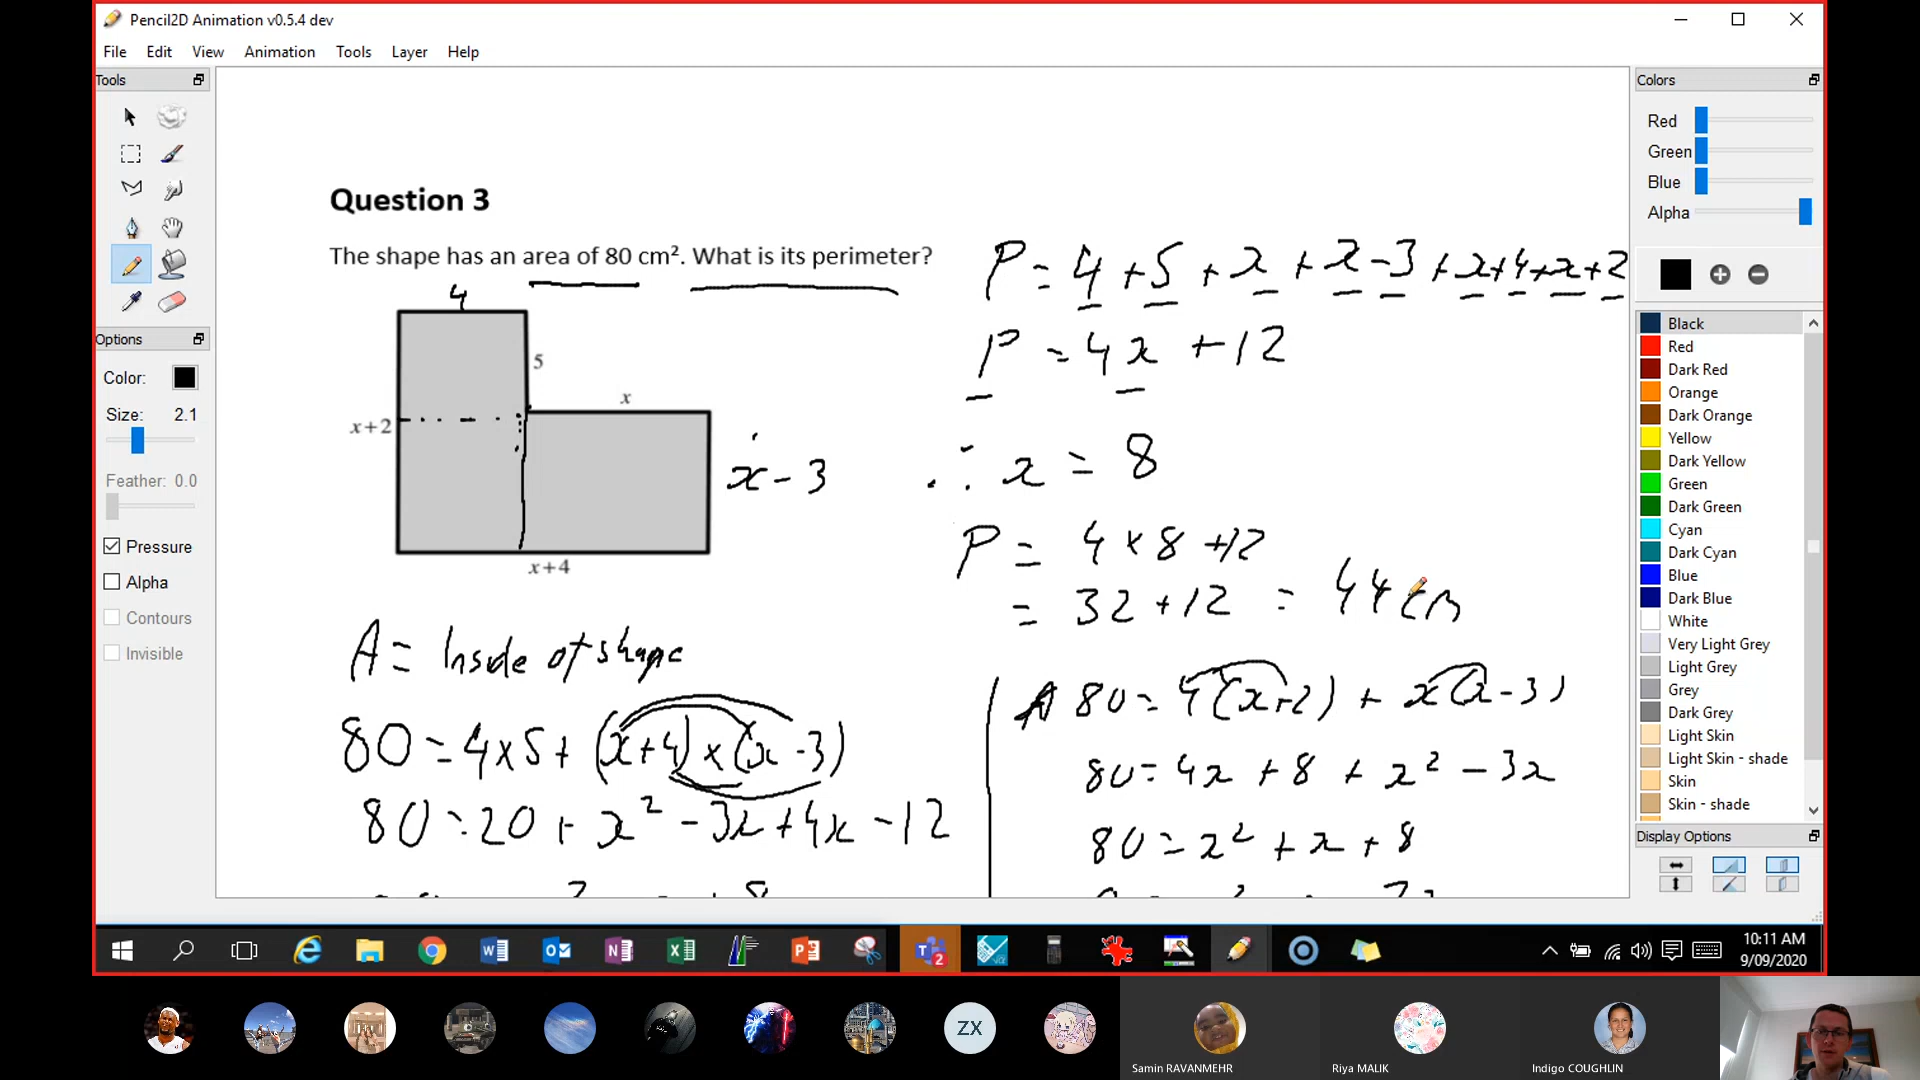 Pencil2D Animation v0.5.4 dev
File Edit View Animation Tools Layer Help
Tools
Options
Color:
Size: 2.1
Feather: 0.0
Pressure
Alpha
Contours
Invisible
Question 3
The shape has an area of 80 cm². What is its perimeter?
4
5
x
x+2
x-3
x+4
A = Inside of shape
80=4×5+(x+4)×(x-3)
80=20+x²-3x+4x-12
P=4+5+x+x-3+x+4+x+2
P=4x+12
∴ x = 8
P = 4×8+12
= 32+12 = 44cm
A 80=4(x+2)+x(x-3)
80=4x+8+x²-3x
80=x²+x+8
Colors
Red
Green
Blue
Alpha
Black
Red
Dark Red
Orange
Dark Orange
Yellow
Dark Yellow
Green
Dark Green
Cyan
Dark Cyan
Blue
Dark Blue
White
Very Light Grey
Light Grey
Grey
Dark Grey
Light Skin
Light Skin - shade
Skin
Skin - shade
Display Options
2
10:11 AM
9/09/2020
ZX
Samin RAVANMEHR
Riya MALIK
Indigo COUGHLIN